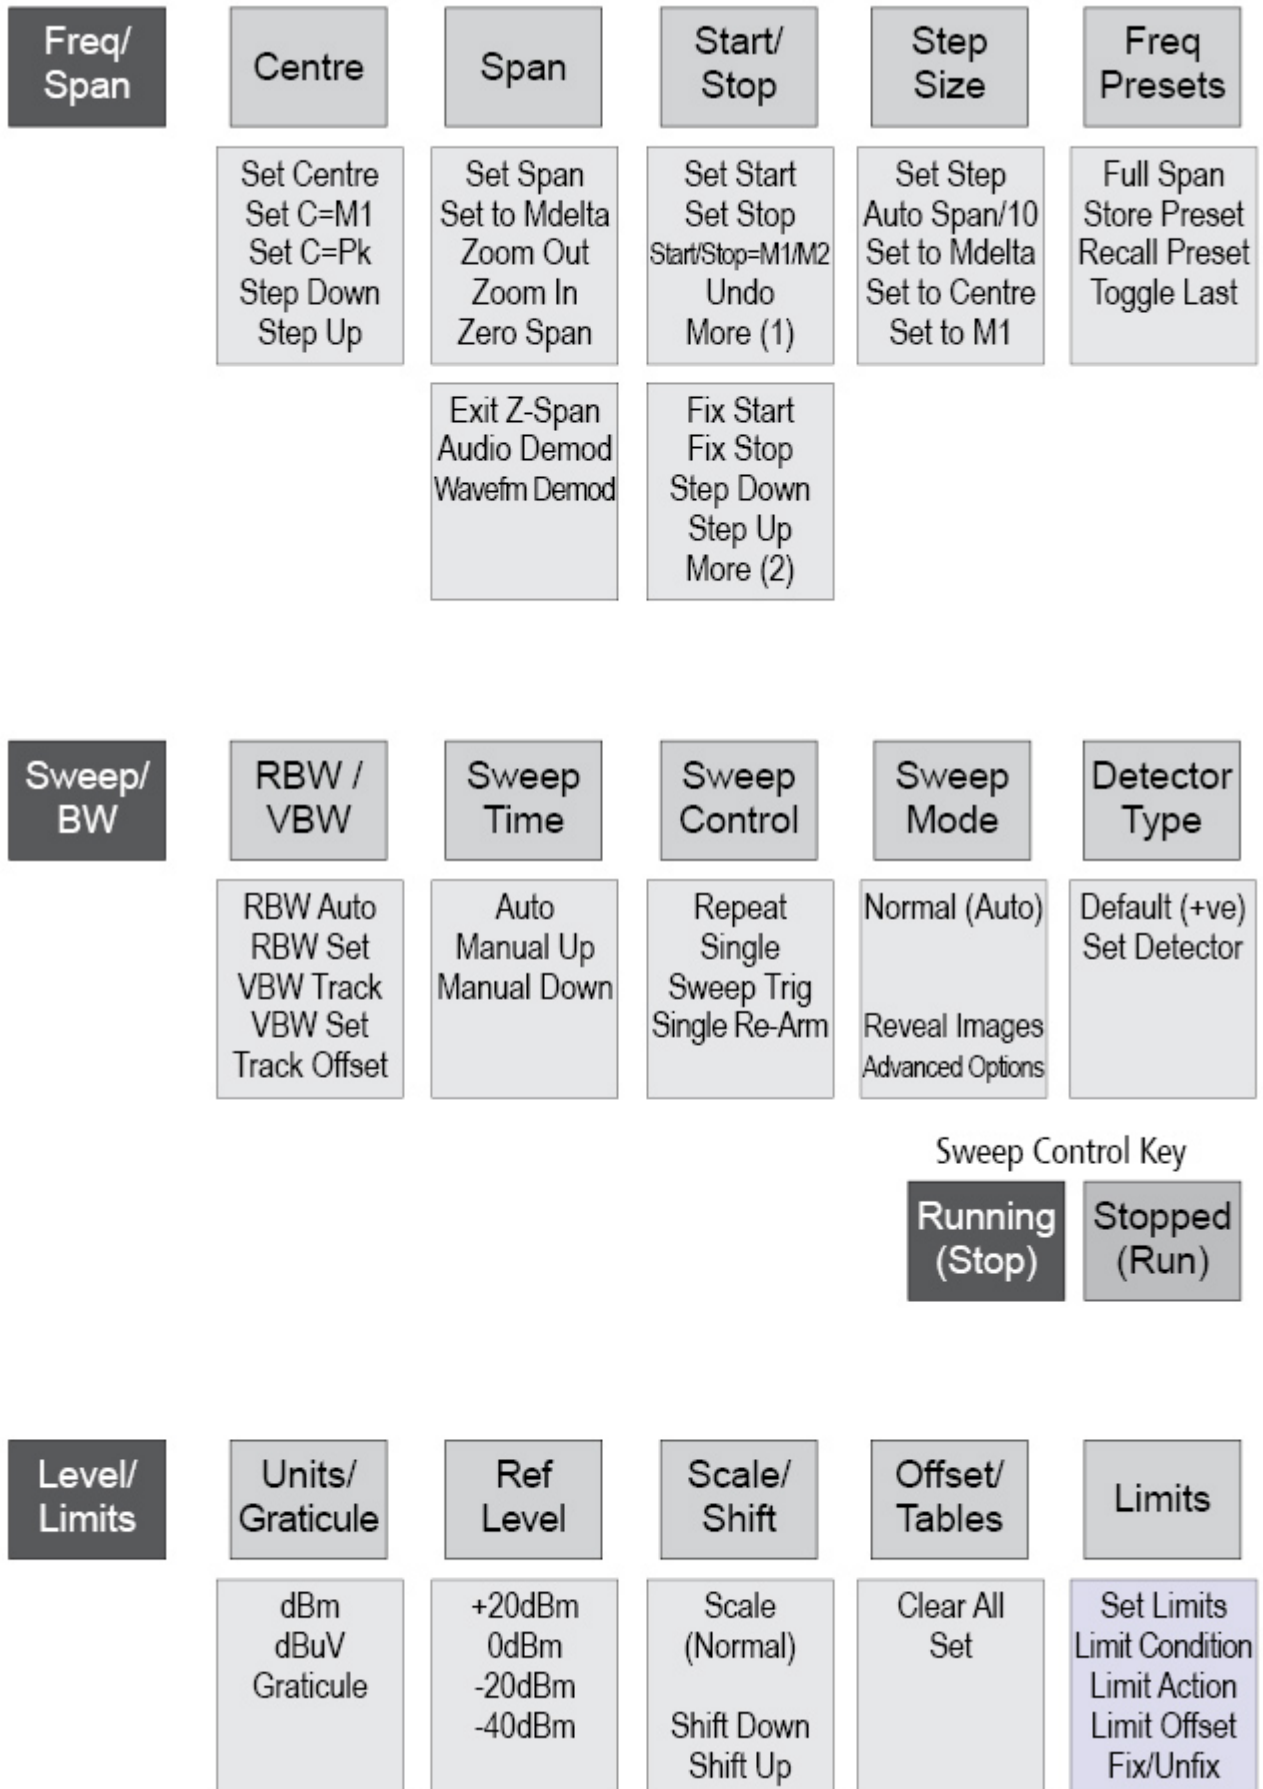 Freq/
Span
Centre
Span
Start/
Stop
Step
Size
Freq
Presets
Set Centre
Set C=M1
Set C=Pk
Step Down
Step Up
Set Span
Set to Mdelta
Zoom Out
Zoom In
Zero Span
Set Start
Set Stop
Start/Stop=M1/M2
Undo
More (1)
Set Step
Auto Span/10
Set to Mdelta
Set to Centre
Set to M1
Full Span
Store Preset
Recall Preset
Toggle Last
Exit Z-Span
Audio Demod
Wavefm Demod
Fix Start
Fix Stop
Step Down
Step Up
More (2)
Sweep/
BW
RBW /
VBW
Sweep
Time
Sweep
Control
Sweep
Mode
Detector
Type
RBW Auto
RBW Set
VBW Track
VBW Set
Track Offset
Auto
Manual Up
Manual Down
Repeat
Single
Sweep Trig
Single Re-Arm
Normal (Auto)
Reveal Images
Advanced Options
Default (+ve)
Set Detector
Sweep Control Key
Running
(Stop)
Stopped
(Run)
Level/
Limits
Units/
Graticule
Ref
Level
Scale/
Shift
Offset/
Tables
Limits
dBm
dBuV
Graticule
+20dBm
0dBm
-20dBm
-40dBm
Scale
(Normal)
Shift Down
Shift Up
Clear All
Set
Set Limits
Limit Condition
Limit Action
Limit Offset
Fix/Unfix